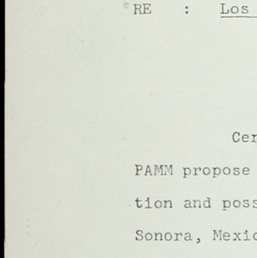 RE : Los
Cer
PAMM propose
tion and poss
Sonora, Mexic